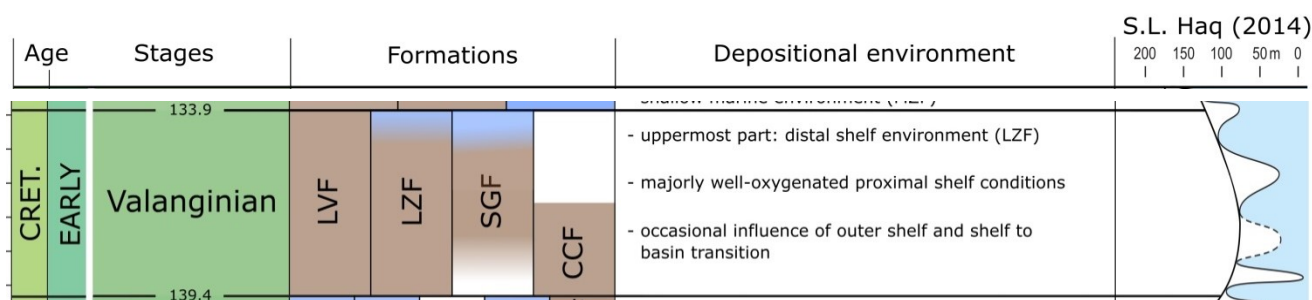 S.L. Haq (2014)
Age Stages Formations Depositional environment
200 150 100 50m 0
133.9
- uppermost part: distal shelf environment (LZF)
- majorly well-oxygenated proximal shelf conditions
- occasional influence of outer shelf and shelf to
basin transition
CRET.
EARLY
Valanginian
LVF
LZF
SGF
CCF
139.4